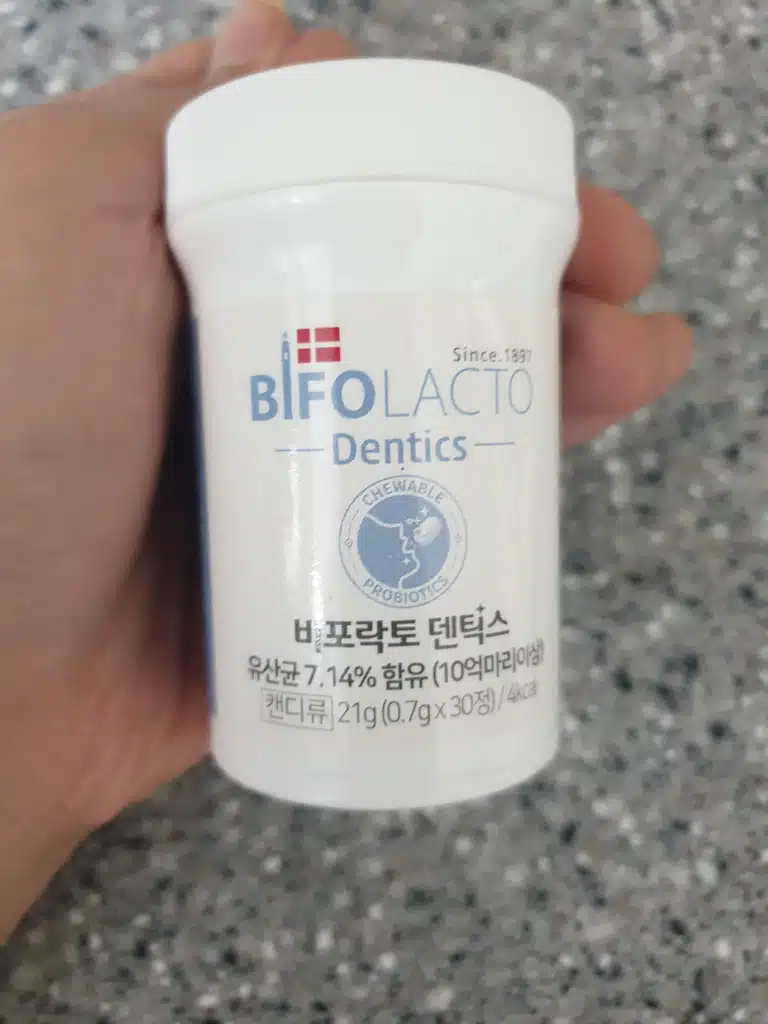 Since.1897
BIFOLACTO
Dentics
CHEWABLE
PROBIOTICS
비포락토 덴틱스
유산균 7.14% 함유 (10억마리이상)
캔디류 21g (0.7g x 30정) / 4kcal